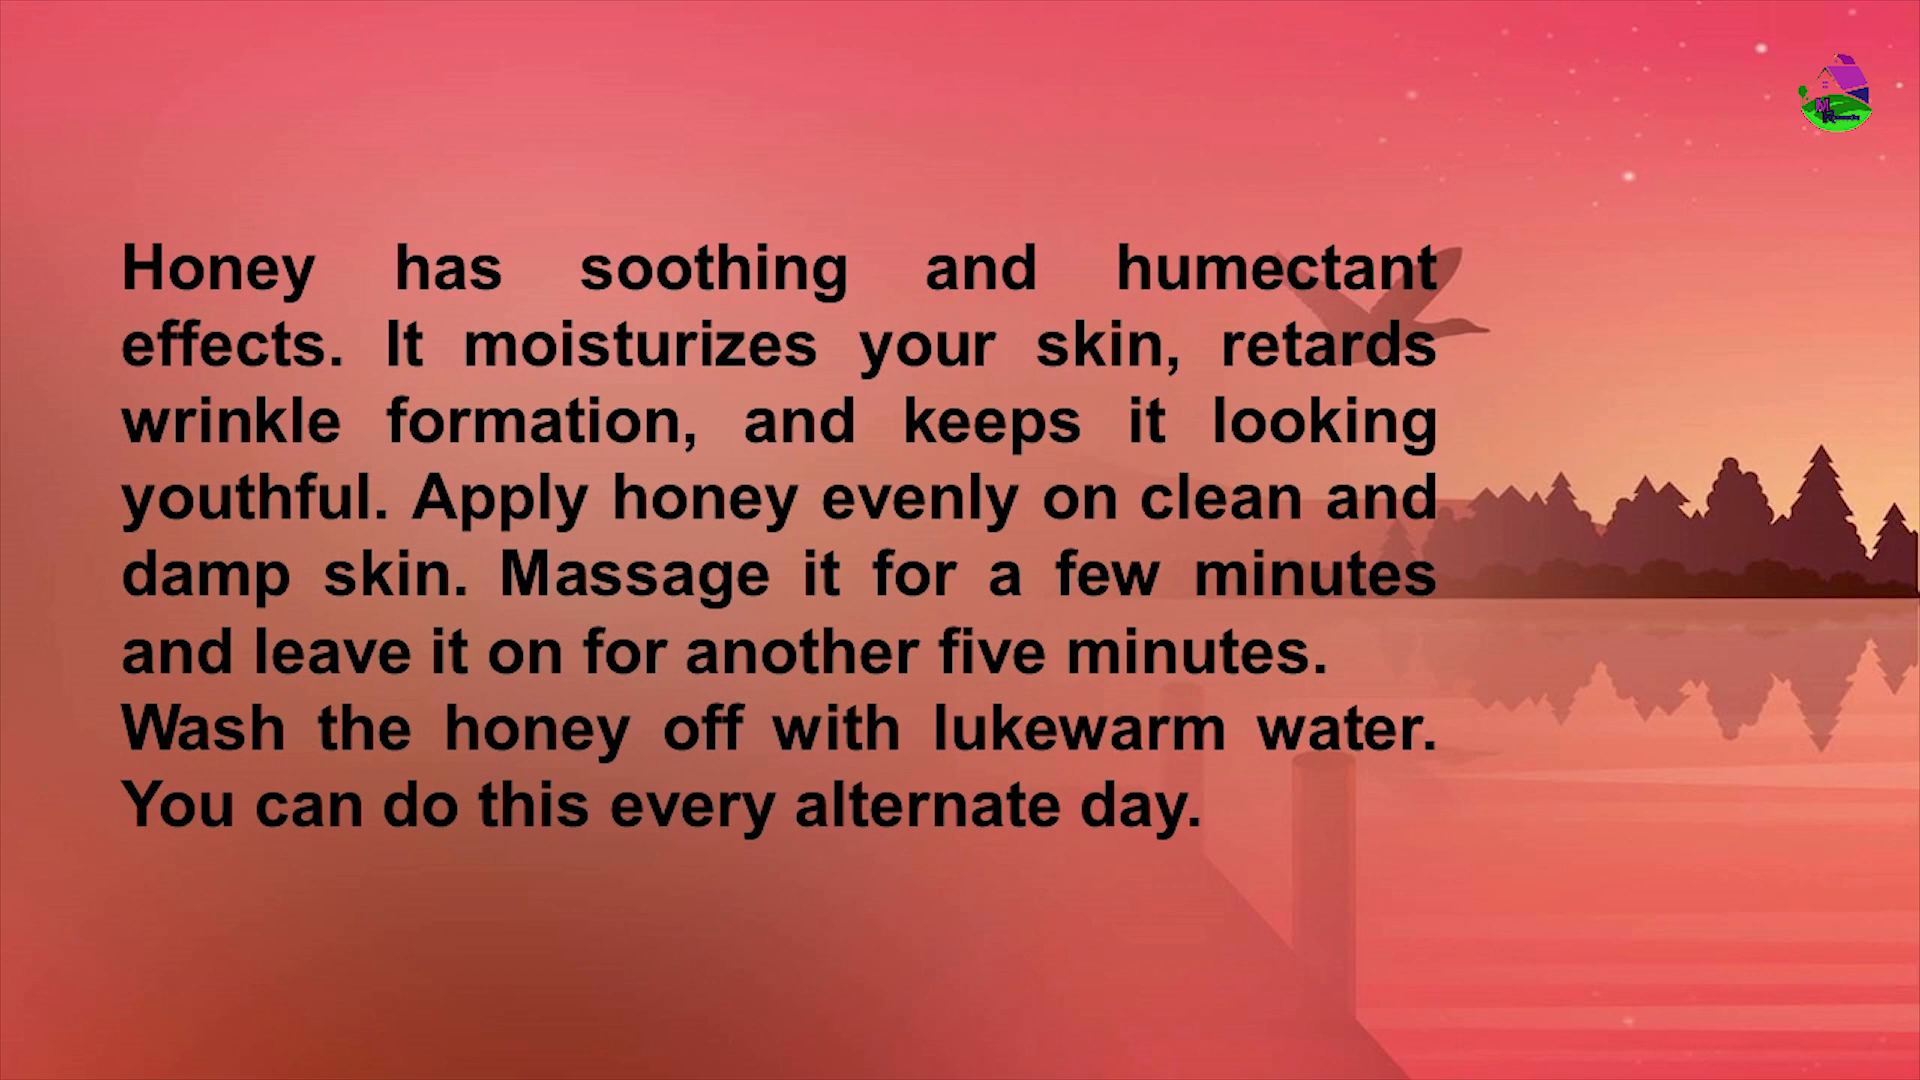 Honey has soothing and humectant
effects. It moisturizes your skin, retards
wrinkle formation, and keeps it looking
youthful. Apply honey evenly on clean and
damp skin. Massage it for a few minutes
and leave it on for another five minutes.
Wash the honey off with lukewarm water.
You can do this every alternate day.